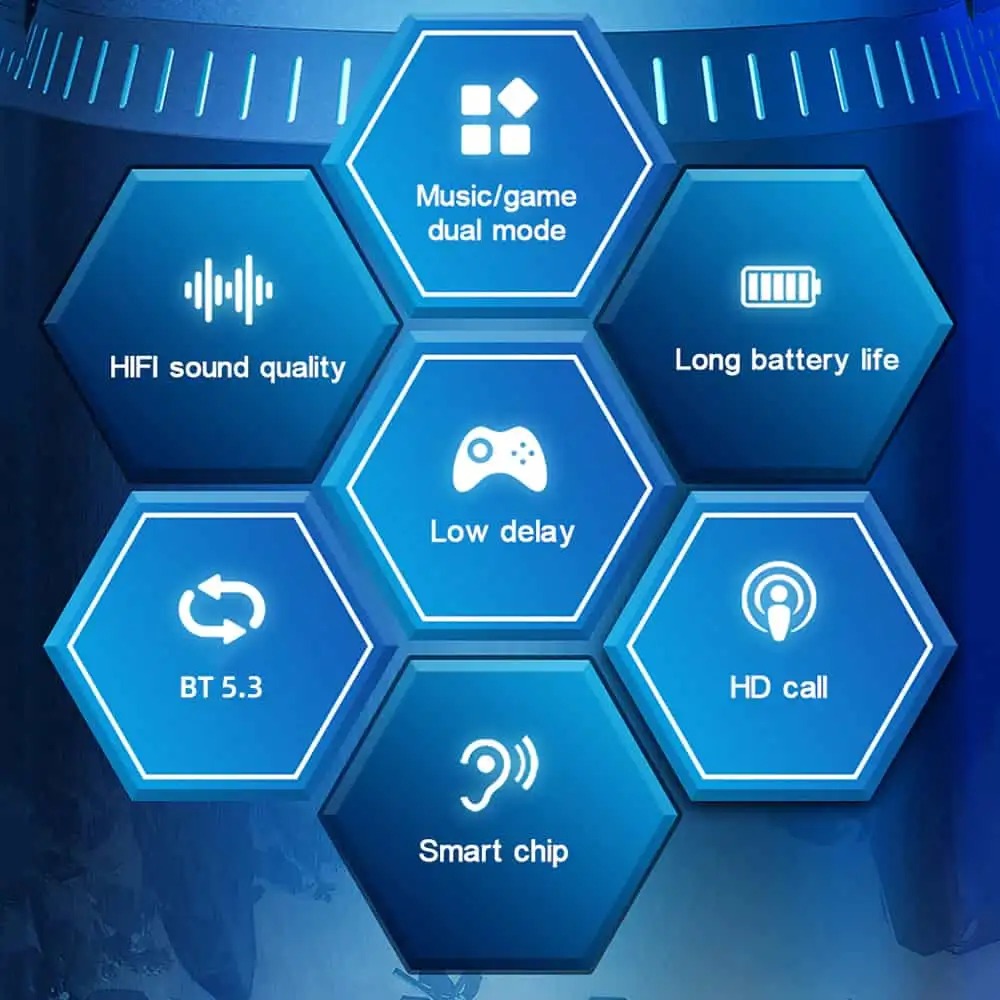 Music/game
dual mode
HIFI sound quality
Long battery life
Low delay
BT 5.3
HD call
Smart chip